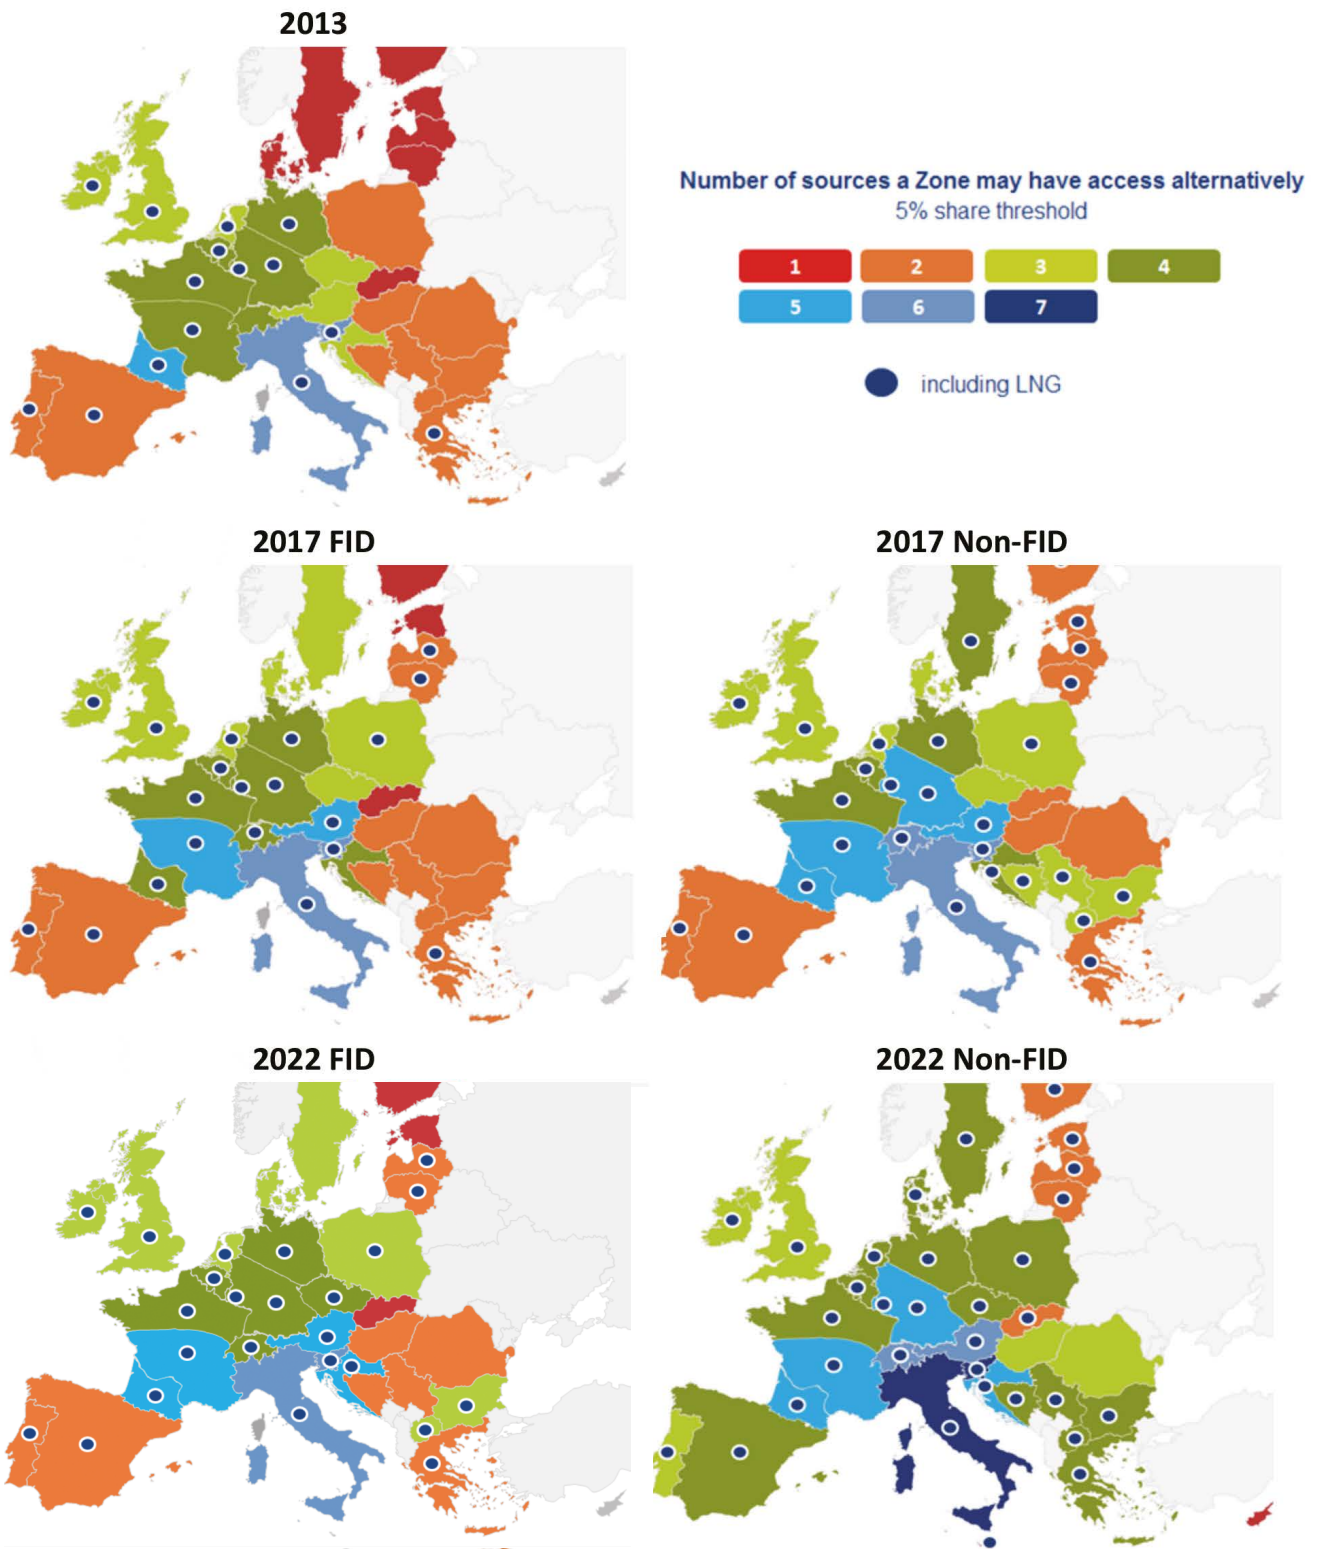 2013
Number of sources a Zone may have access alternatively
5% share threshold
1 2 3 4
5 6 7
including LNG
2017 FID
2017 Non-FID
2022 FID
2022 Non-FID